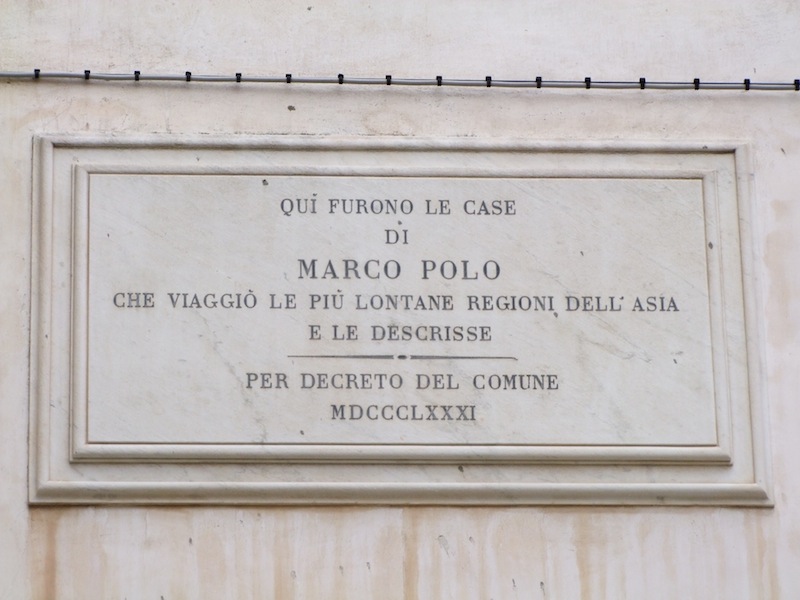 QUÌ FURONO LE CASE
DI
MARCO POLO
CHE VIAGGIÒ LE PIÙ LONTANE REGIONI DELL' ASIA
E LE DESCRISSE
PER DECRETO DEL COMUNE
MDCCCLXXXI